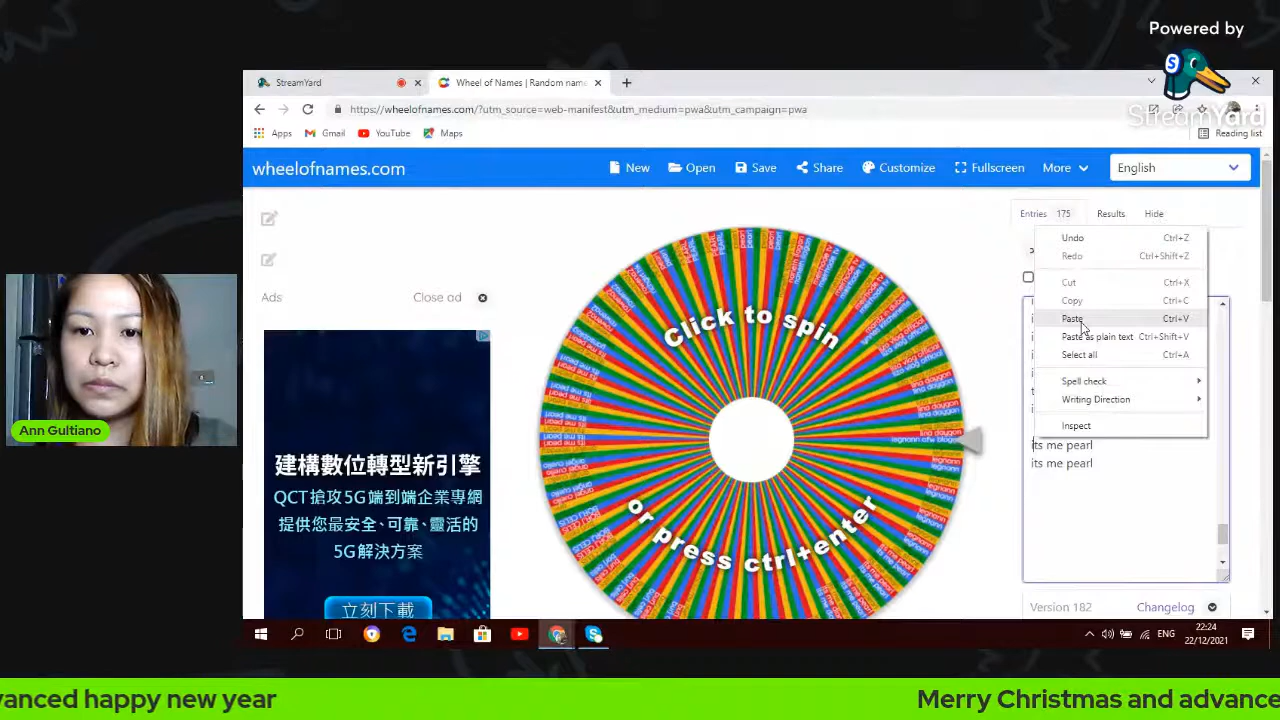 Powered by
StreamYard
StreamYard
Wheel of Names | Random name
https://wheelofnames.com/?utm_source=web-manifest&utm_medium=pwa&utm_campaign=pwa
Apps
Gmail
YouTube
Maps
Reading list
wheelofnames.com
New
Open
Save
Share
Customize
Fullscreen
More
English
Entries 175
Results
Hide
Undo Ctrl+Z
Redo Ctrl+Shift+Z
Cut Ctrl+X
Copy Ctrl+C
Paste Ctrl+V
Paste as plain text Ctrl+Shift+V
Select all Ctrl+A
Spell check
Writing Direction
Inspect
its me pearl
its me pearl
Ads
Close ad
建構數位轉型新引擎
QCT搶攻5G端到端企業專網
提供您最安全、可靠、靈活的
5G解決方案
立刻下載
Click to spin
or press ctrl+enter
Version 182
Changelog
Ann Gultiano
ENG
22:24
22/12/2021
vanced happy new year
Merry Christmas and advance